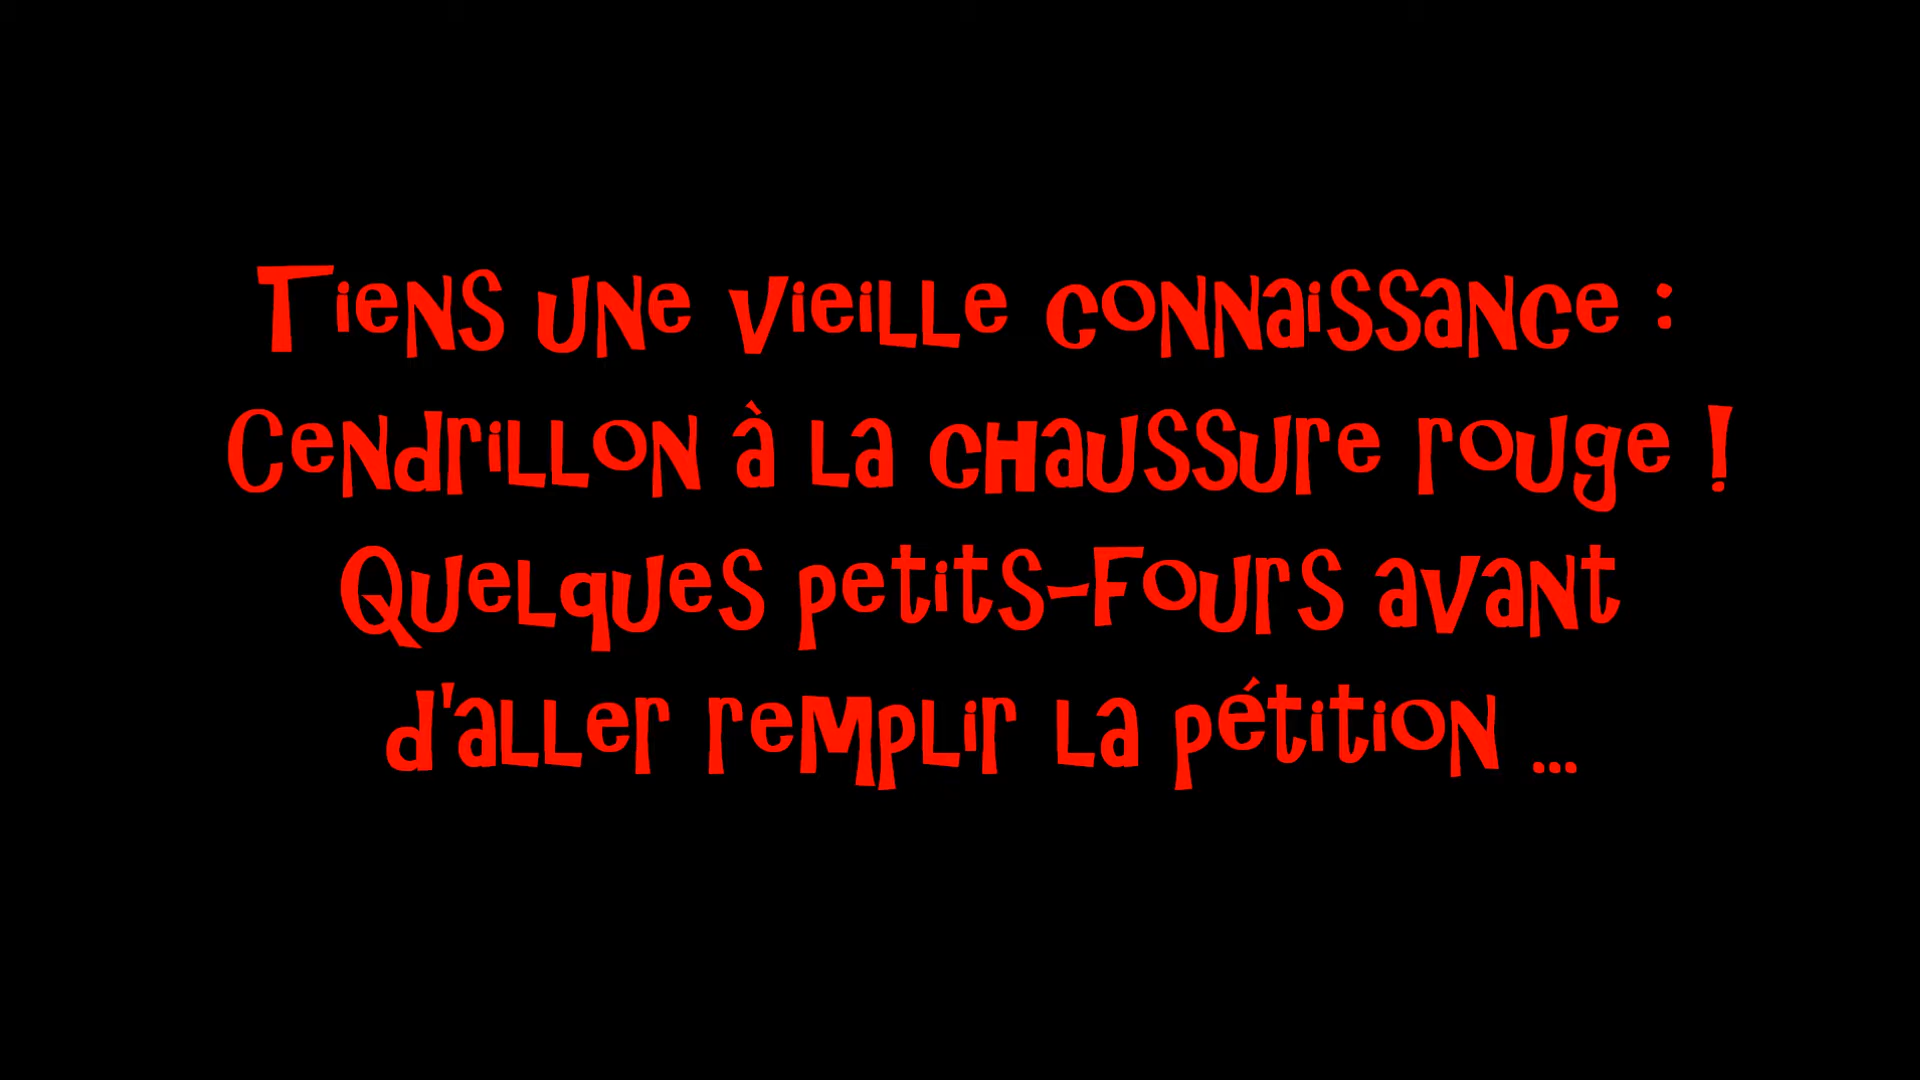 Tiens une vieille connaissance :
Cendrillon à la chaussure rouge !
Quelques petits-fours avant
d'aller remplir la pétition ...